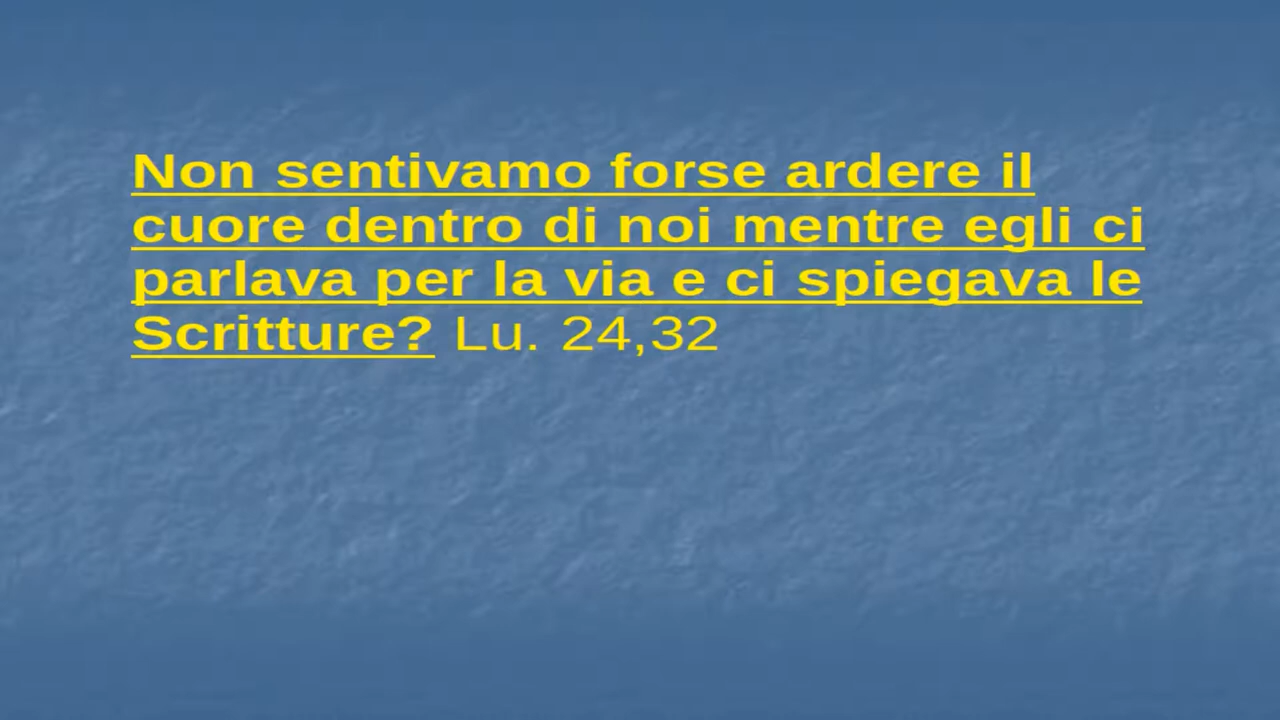 Non sentivamo forse ardere il
cuore dentro di noi mentre egli ci
parlava per la via e ci spiegava le
Scritture? Lu. 24,32